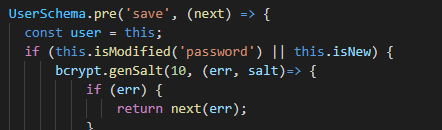 UserSchema.pre('save', (next) => {
const user = this;
if (this.isModified('password') || this.isNew) {
bcrypt.genSalt(10, (err, salt)=> {
if (err) {
return next(err);
}